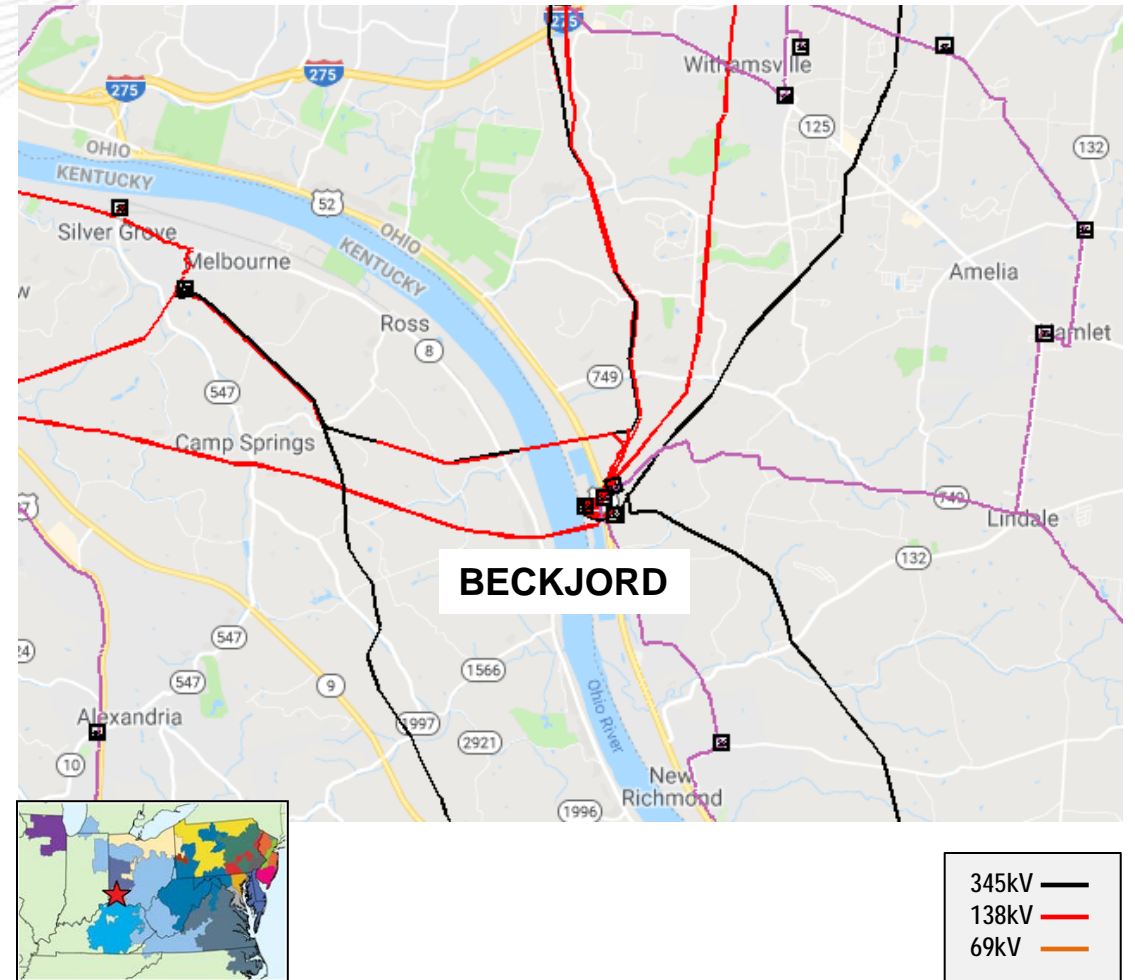 275
275
275
Withamsville
125
132
OHIO
KENTUCKY
52
Silver Grove
OHIO
KENTUCKY
Melbourne
Amelia
Ross
8
Hamlet
749
547
Camp Springs
749
Lindale
132
BECKJORD
547
1566
547
9
Ohio River
Alexandria
1997
2921
10
New
Richmond
1996
345kV
138kV
69kV